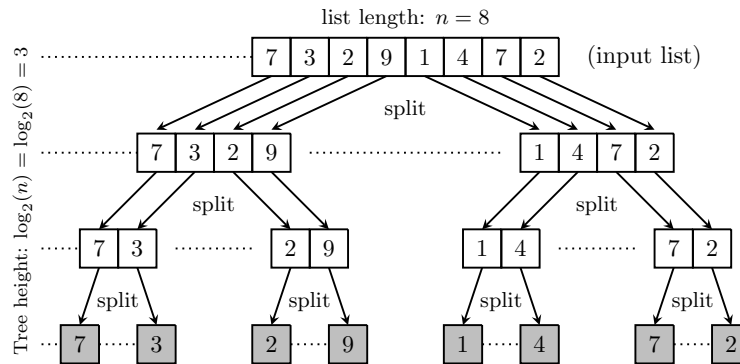 list length: n = 8
7 3 2 9 1 4 7 2 (input list)
split
7 3 2 9 1 4 7 2
split split
7 3 2 9 1 4 7 2
split split split split
7 3 2 9 1 4 7 2
Tree height: log₂(n) = log₂(8) = 3